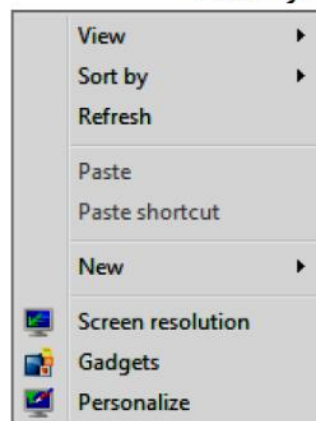 View
Sort by
Refresh
Paste
Paste shortcut
New
Screen resolution
Gadgets
Personalize